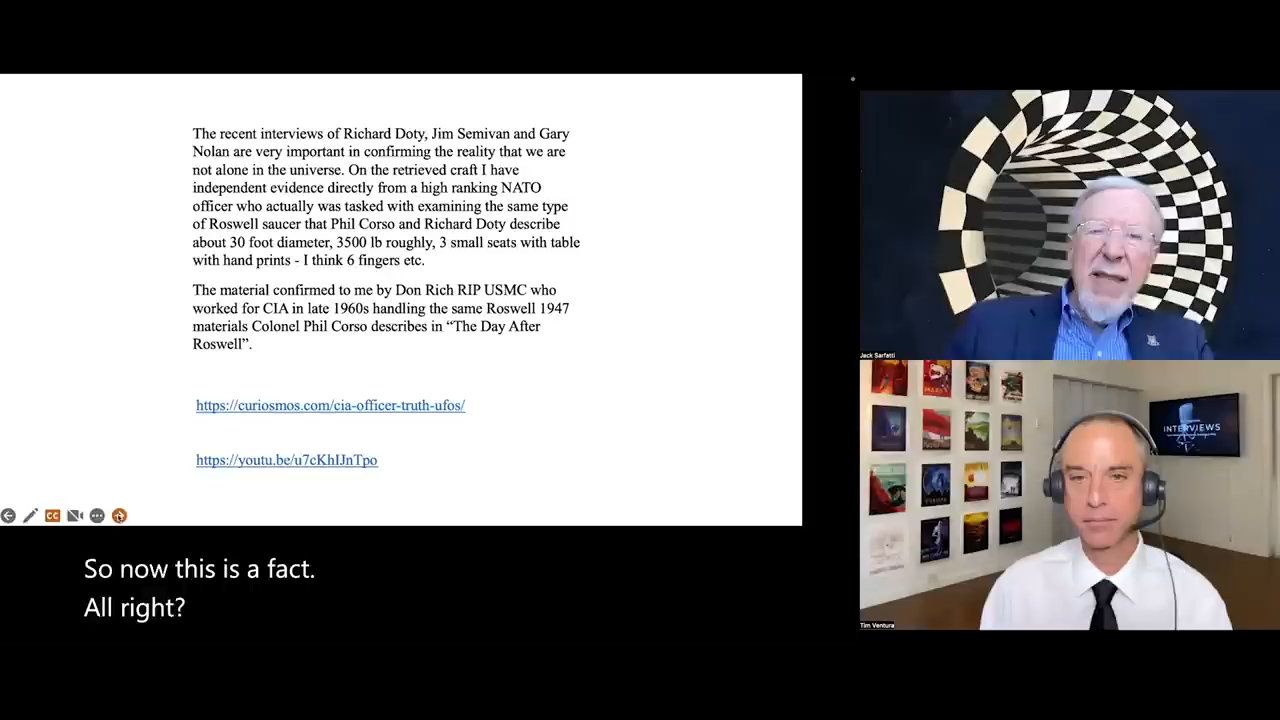 The recent interviews of Richard Doty, Jim Semivan and Gary
Nolan are very important in confirming the reality that we are
not alone in the universe. On the retrieved craft I have
independent evidence directly from a high ranking NATO
officer who actually was tasked with examining the same type
of Roswell saucer that Phil Corso and Richard Doty describe
about 30 foot diameter, 3500 lb roughly, 3 small seats with table
with hand prints - I think 6 fingers etc.
The material confirmed to me by Don Rich RIP USMC who
worked for CIA in late 1960s handling the same Roswell 1947
materials Colonel Phil Corso describes in “The Day After
Roswell”.
https://curiosmos.com/cia-officer-truth-ufos/
https://youtu.be/u7cKhIJnTpo
CC
So now this is a fact.
All right?
Jack Sarfatti
INTERVIEWS
Tim Ventura